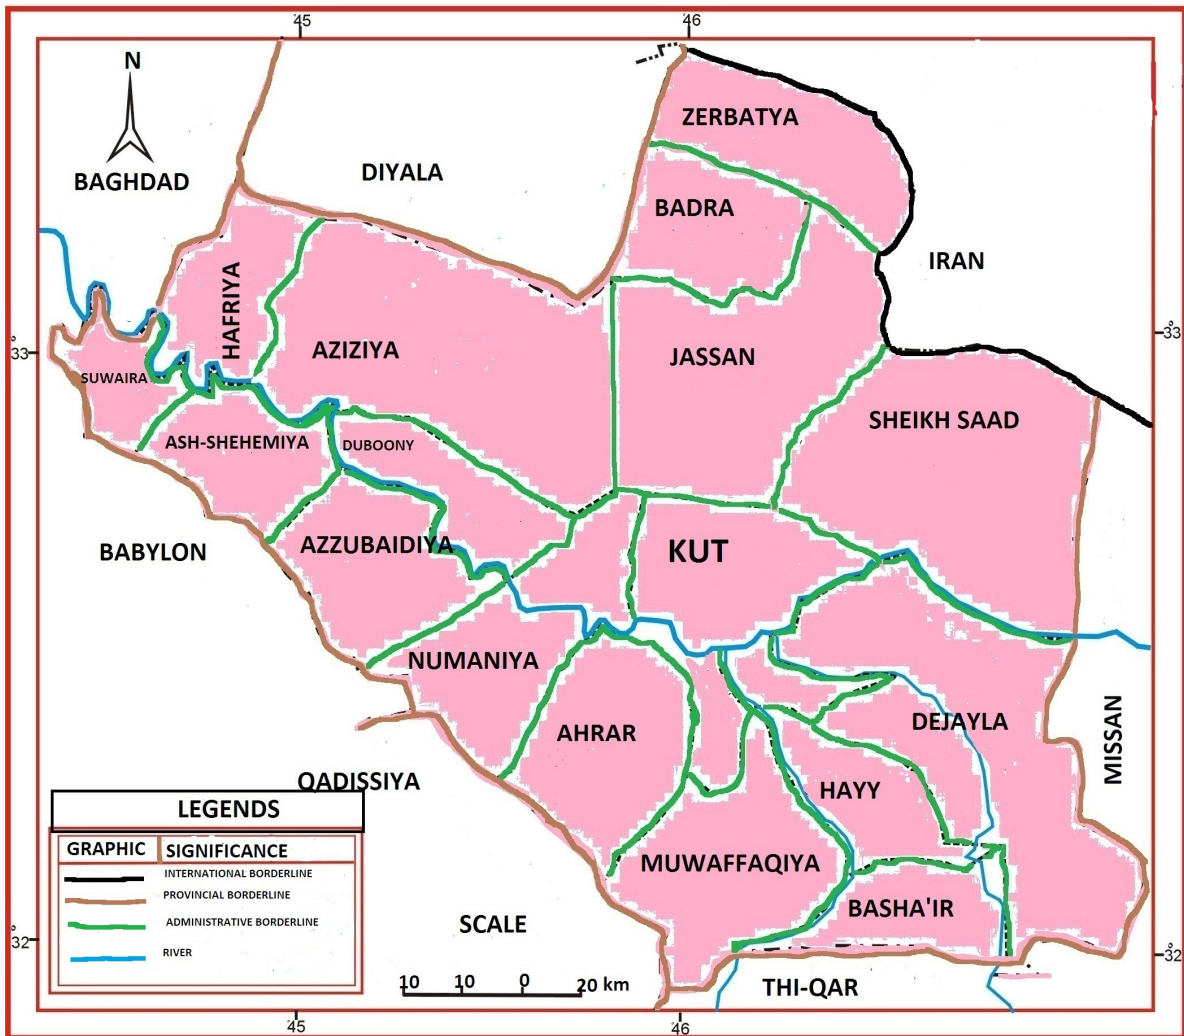 45
46
N
ZERBATYA
DIYALA
BAGHDAD
BADRA
IRAN
HAFRIYA
33°
33°
AZIZIYA
JASSAN
SUWAIRA
SHEIKH SAAD
ASH-SHEHEMIYA
DUBOONY
BABYLON
AZZUBAIDIYA
KUT
NUMANIYA
AHRAR
DEJAYLA
MISSAN
QADISSIYA
HAYY
LEGENDS
GRAPHIC
SIGNIFICANCE
INTERNATIONAL BORDERLINE
PROVINCIAL BORDERLINE
ADMINISTRATIVE BORDERLINE
RIVER
MUWAFFAQIYA
BASHA'IR
SCALE
32°
32°
10 10 0 20 km
THI-QAR
45
46